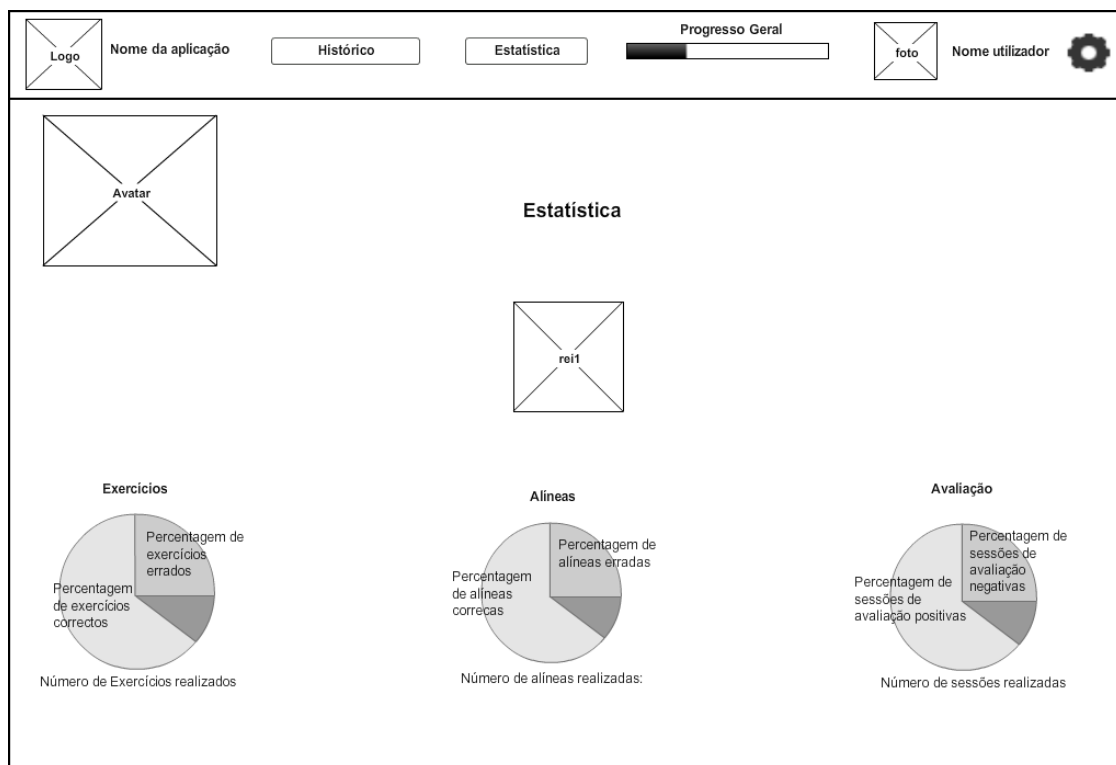 Logo
Nome da aplicação
Histórico
Estatistica
Progresso Geral
foto
Nome utilizador
Avatar
Estatística
rei1
Exercícios
Percentagem de
exercícios
errados
Percentagem
de exercícios
correctos
Número de Exercícios realizados
Alíneas
Percentagem de
alíneas erradas
Percentagem
de alíneas
correcas
Número de alíneas realizadas:
Avaliação
Percentagem de
sessões de
avaliação
negativas
Percentagem de
sessões de
avaliação positivas
Número de sessões realizadas